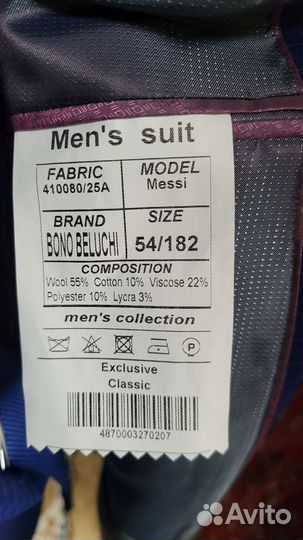 Men's suit
FABRIC MODEL
410080/25A Messi
BRAND SIZE
BONO BELUCHI 54/182
COMPOSITION
Wool 55% Cotton 10% Viscose 22%
Polyester 10% Lycra 3%
men's collection
P
Exclusive
Classic
4870003270207
Avito